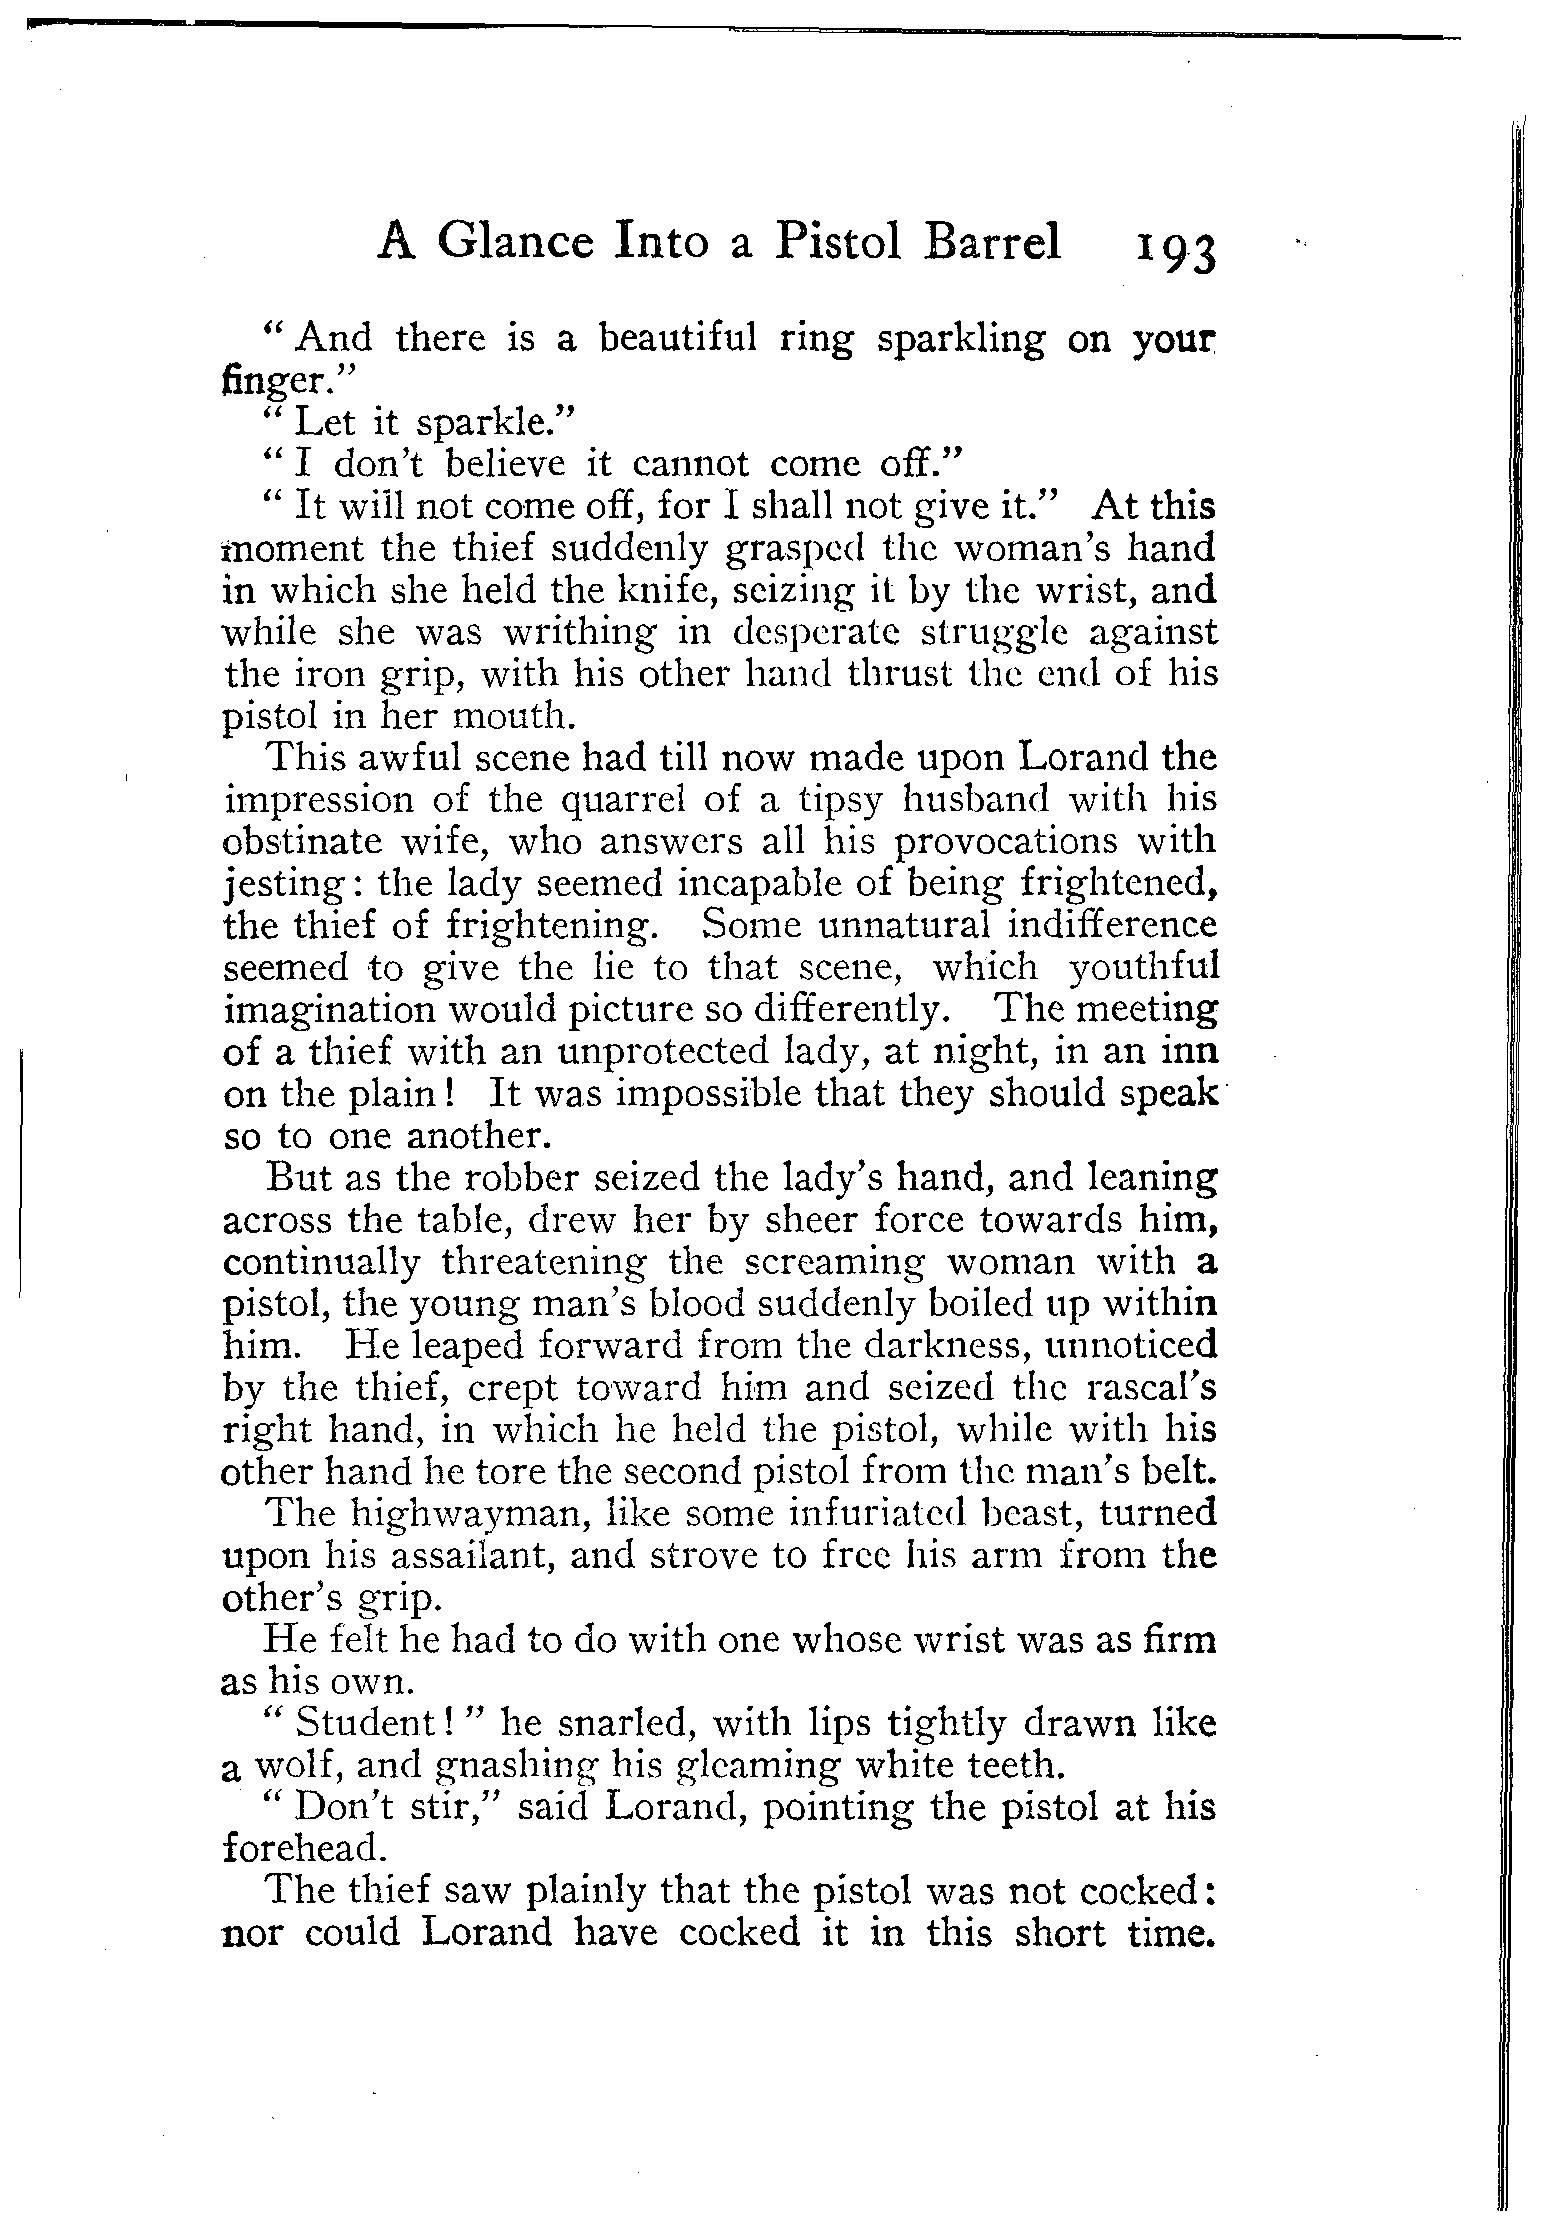 A Glance Into a Pistol Barrel 193
“ And there is a beautiful ring sparkling on your
finger.”
“ Let it sparkle.”
“ I don't believe it cannot come off.”
“ It will not come off, for I shall not give it.” At this
moment the thief suddenly grasped the woman's hand
in which she held the knife, seizing it by the wrist, and
while she was writhing in desperate struggle against
the iron grip, with his other hand thrust the end of his
pistol in her mouth.
This awful scene had till now made upon Lorand the
impression of the quarrel of a tipsy husband with his
obstinate wife, who answers all his provocations with
jesting: the lady seemed incapable of being frightened,
the thief of frightening. Some unnatural indifference
seemed to give the lie to that scene, which youthful
imagination would picture so differently. The meeting
of a thief with an unprotected lady, at night, in an inn
on the plain! It was impossible that they should speak
so to one another.
But as the robber seized the lady's hand, and leaning
across the table, drew her by sheer force towards him,
continually threatening the screaming woman with a
pistol, the young man's blood suddenly boiled up within
him. He leaped forward from the darkness, unnoticed
by the thief, crept toward him and seized the rascal's
right hand, in which he held the pistol, while with his
other hand he tore the second pistol from the man's belt.
The highwayman, like some infuriated beast, turned
upon his assailant, and strove to free his arm from the
other's grip.
He felt he had to do with one whose wrist was as firm
as his own.
“ Student! ” he snarled, with lips tightly drawn like
a wolf, and gnashing his gleaming white teeth.
“ Don't stir,” said Lorand, pointing the pistol at his
forehead.
The thief saw plainly that the pistol was not cocked:
nor could Lorand have cocked it in this short time.